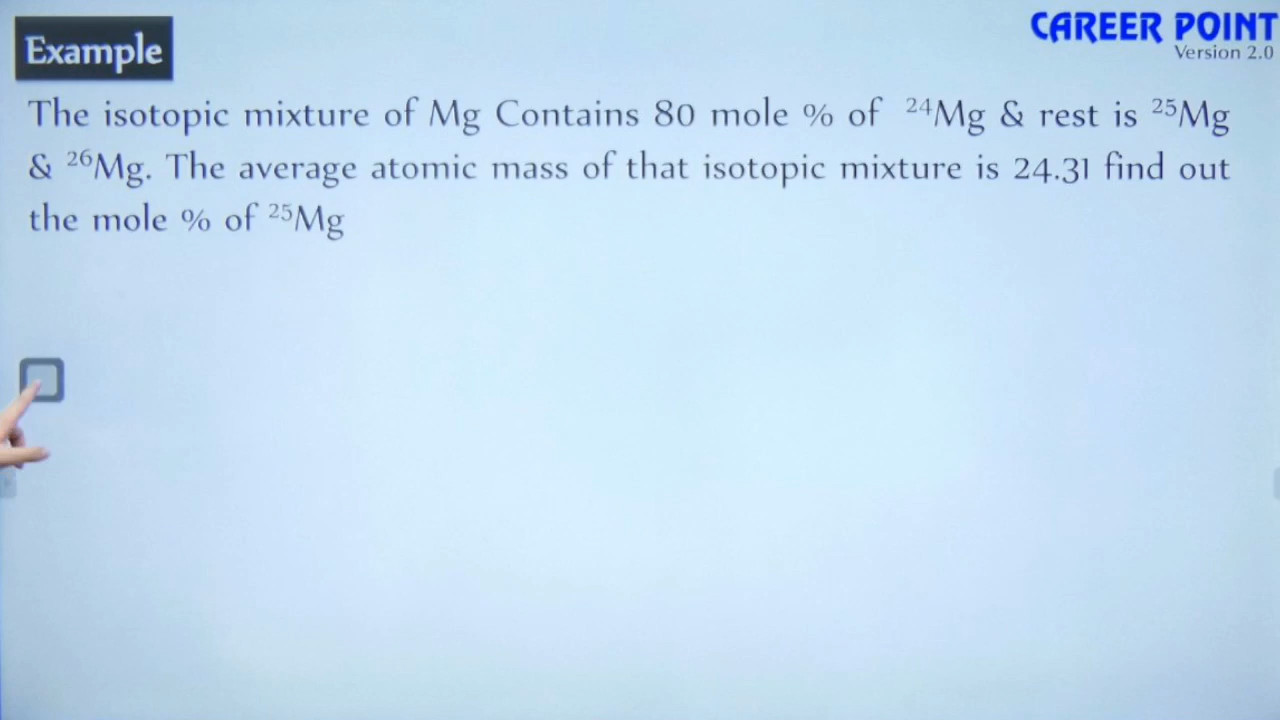 Example
CAREER POINT
Version 2.0
The isotopic mixture of Mg Contains 80 mole % of ²⁴Mg & rest is ²⁵Mg
& ²⁶Mg. The average atomic mass of that isotopic mixture is 24.31 find out
the mole % of ²⁵Mg